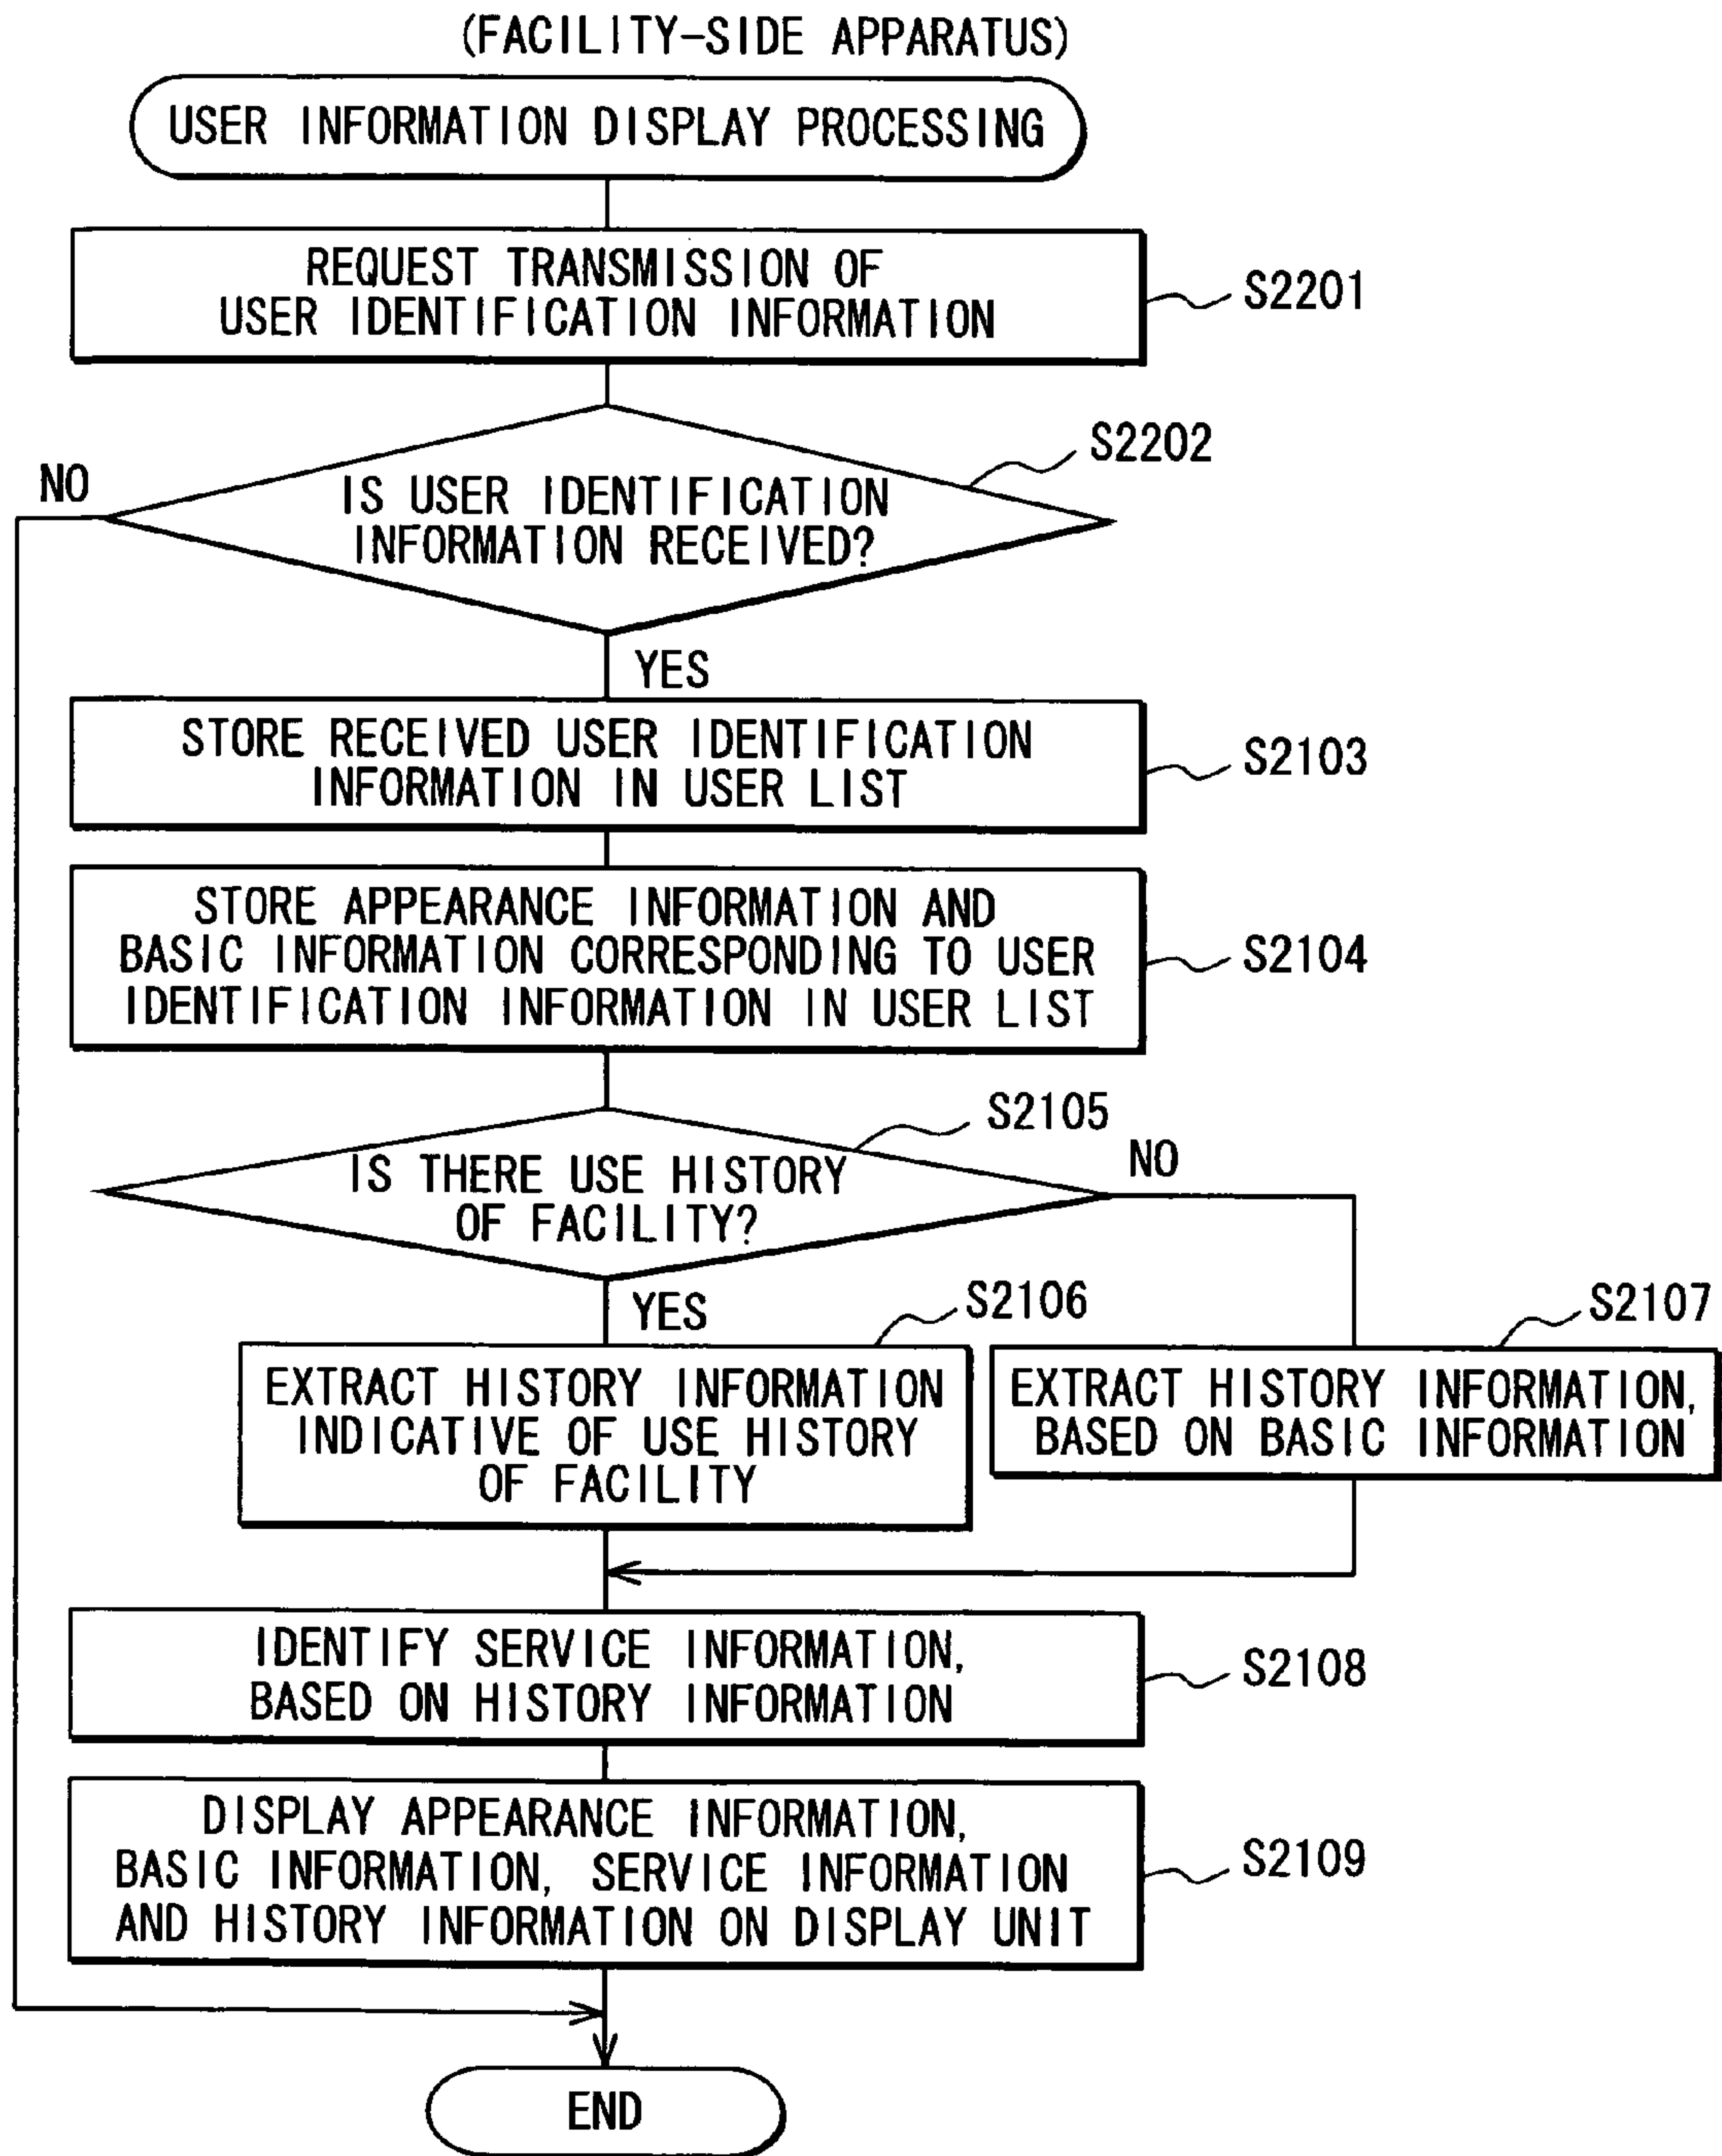 (FACILITY-SIDE APPARATUS)
USER INFORMATION DISPLAY PROCESSING
REQUEST TRANSMISSION OF
USER IDENTIFICATION INFORMATION
S2201
S2202
NO
IS USER IDENTIFICATION
INFORMATION RECEIVED?
YES
STORE RECEIVED USER IDENTIFICATION
INFORMATION IN USER LIST
S2103
STORE APPEARANCE INFORMATION AND
BASIC INFORMATION CORRESPONDING TO USER
IDENTIFICATION INFORMATION IN USER LIST
S2104
S2105
IS THERE USE HISTORY
OF FACILITY?
NO
YES
S2106
S2107
EXTRACT HISTORY INFORMATION
INDICATIVE OF USE HISTORY
OF FACILITY
EXTRACT HISTORY INFORMATION,
BASED ON BASIC INFORMATION
IDENTIFY SERVICE INFORMATION,
BASED ON HISTORY INFORMATION
S2108
DISPLAY APPEARANCE INFORMATION,
BASIC INFORMATION, SERVICE INFORMATION
AND HISTORY INFORMATION ON DISPLAY UNIT
S2109
END